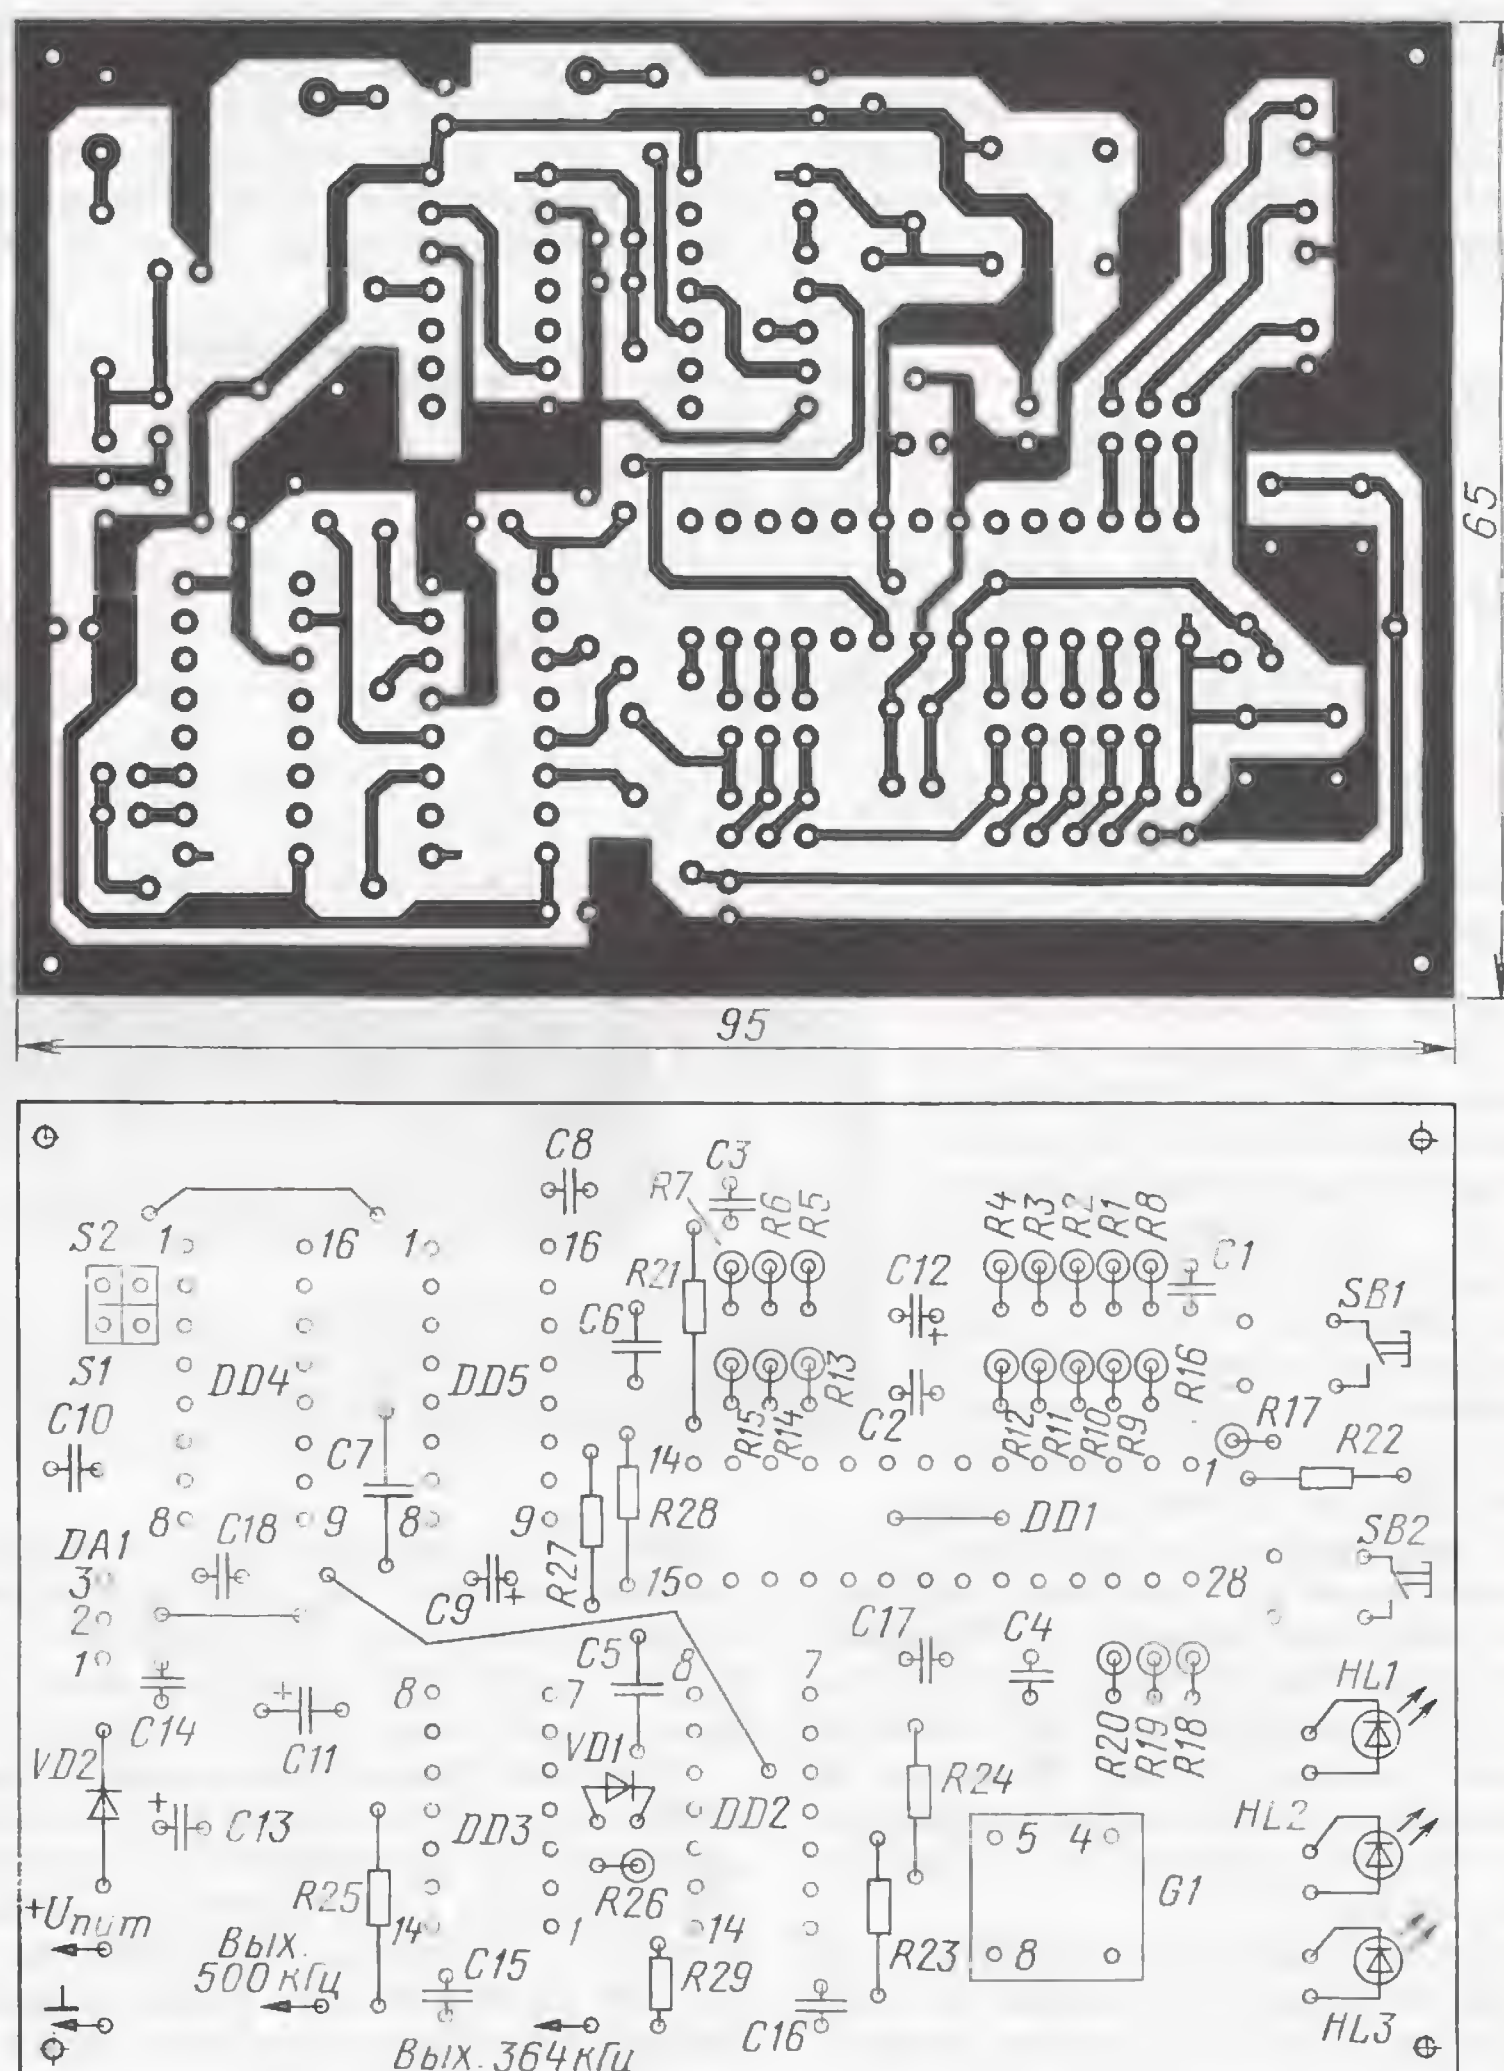 65
95
C8
C3
R7
R6
R5
R4
R3
R2
R1
R8
S2
1
16
1
16
R21
C12
C1
SB1
C6
S1
DD4
DD5
R13
R16
C10
C7
R15
R14
C2
R12
R11
R10
R9
R17
R22
14
1
8
C18
9
8
9
R28
DD1
DA1
R27
SB2
3
15
28
2
C9
1
C5
8
7
C17
C4
HL1
8
7
C14
C11
VD1
R20
R19
R18
VD2
R24
C13
DD3
DD2
HL2
5
4
G1
R25
R26
+Uпит
14
1
14
R23
8
Вых.
500 кГц
C15
R29
C16
HL3
Вых. 364 кГц